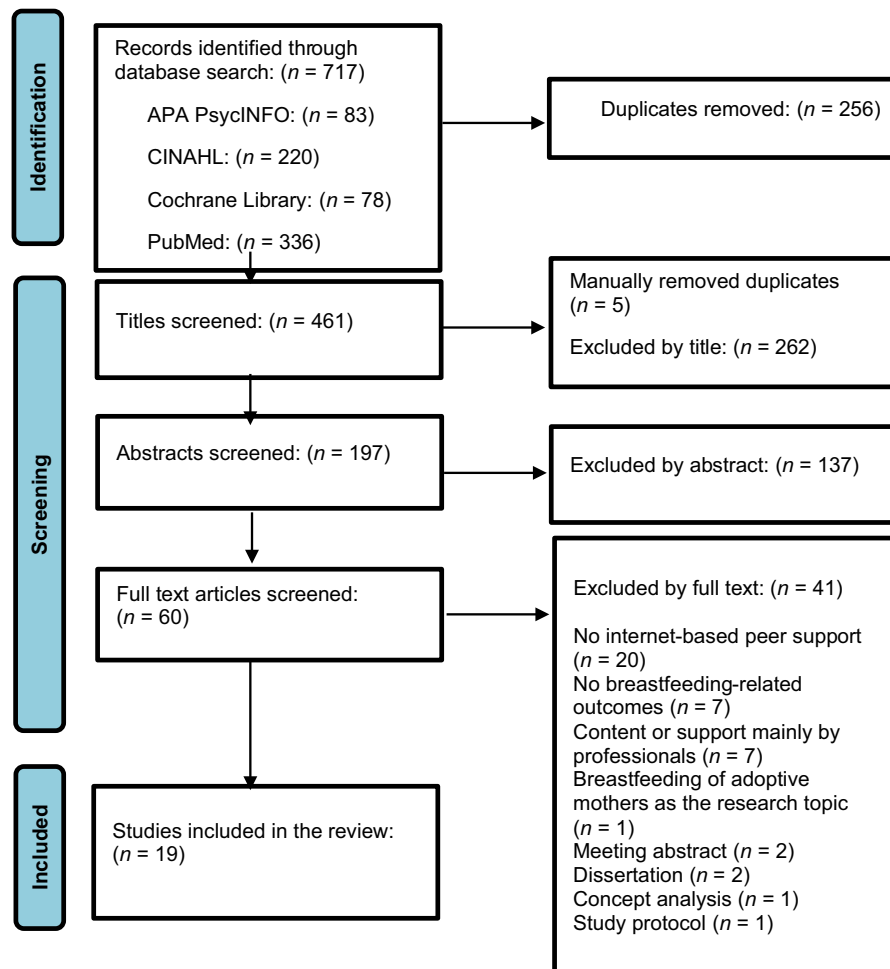 Identification
Records identified through
database search: (n = 717)
APA PsycINFO: (n = 83)
CINAHL: (n = 220)
Cochrane Library: (n = 78)
PubMed: (n = 336)
Duplicates removed: (n = 256)
Screening
Titles screened: (n = 461)
Manually removed duplicates
(n = 5)
Excluded by title: (n = 262)
Abstracts screened: (n = 197)
Excluded by abstract: (n = 137)
Full text articles screened:
(n = 60)
Excluded by full text: (n = 41)
No internet-based peer support
(n = 20)
No breastfeeding-related
outcomes (n = 7)
Content or support mainly by
professionals (n = 7)
Breastfeeding of adoptive
mothers as the research topic
(n = 1)
Meeting abstract (n = 2)
Dissertation (n = 2)
Concept analysis (n = 1)
Study protocol (n = 1)
Included
Studies included in the review:
(n = 19)